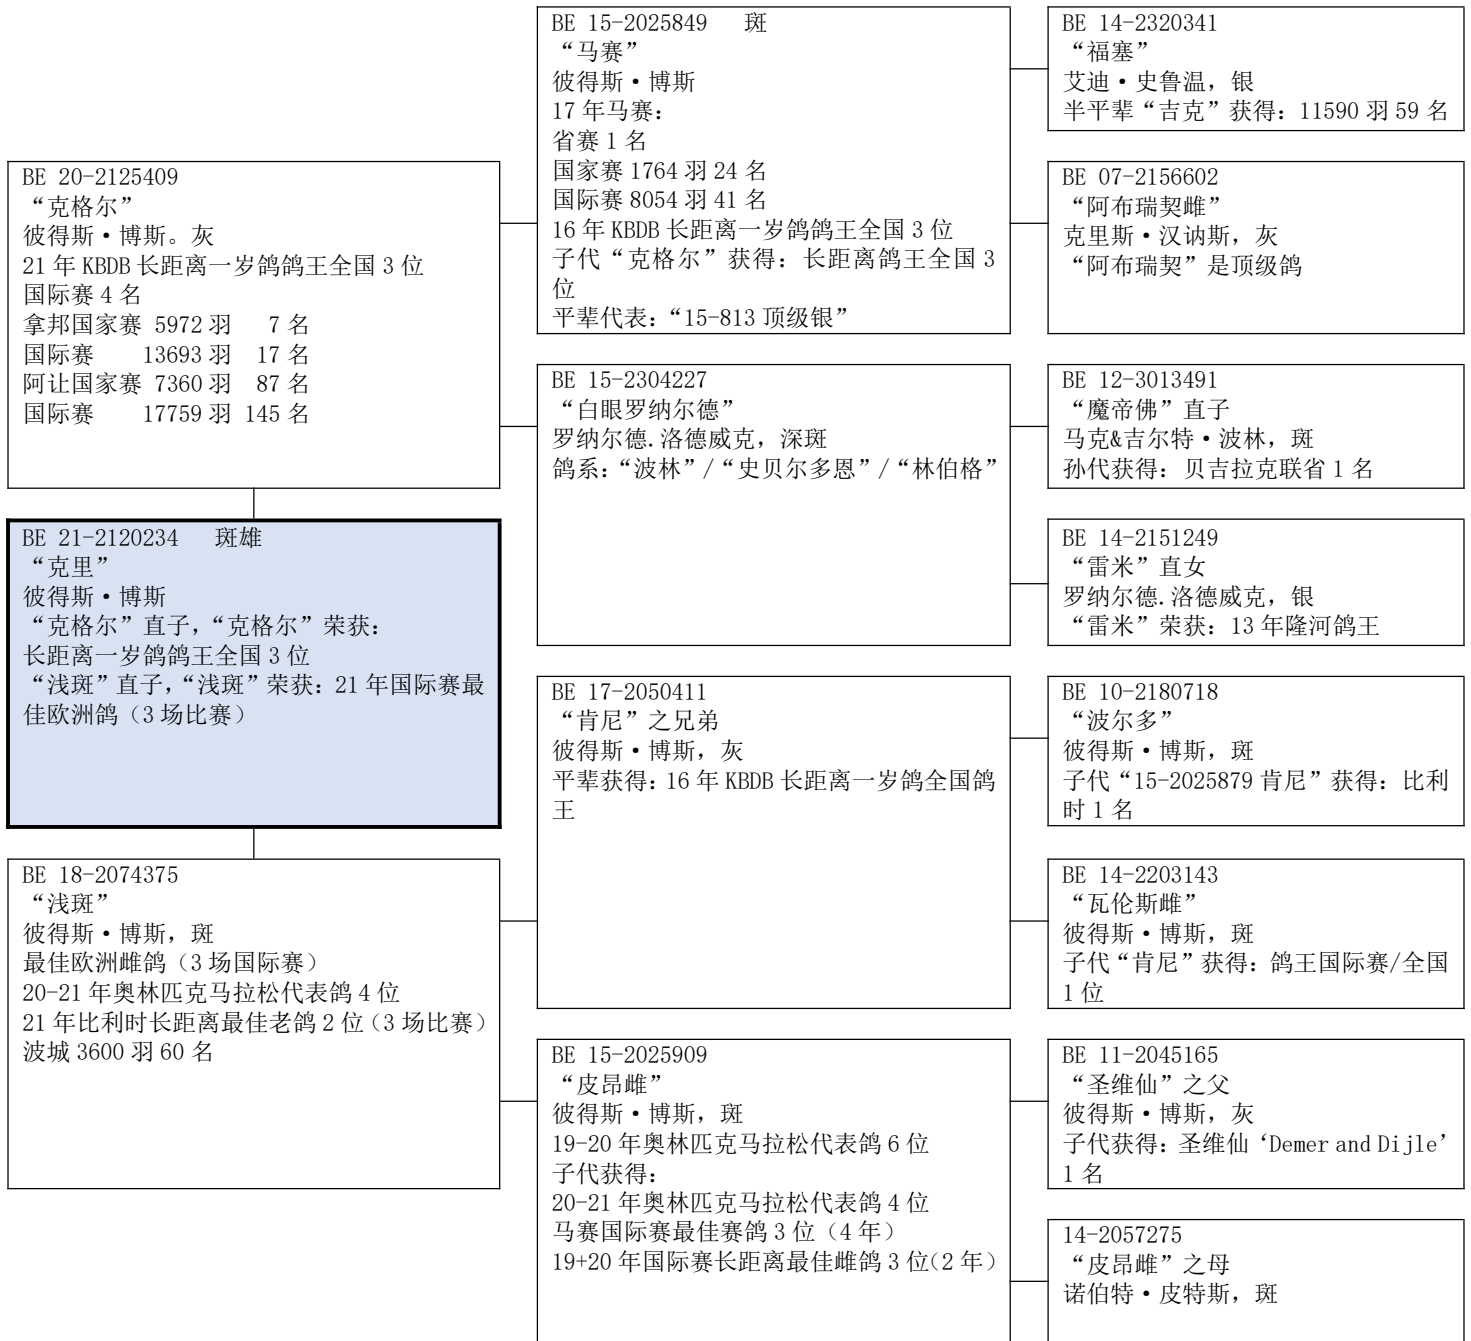 BE 20-2125409
“克格尔”
彼得斯·博斯。灰
21 年 KBDB 长距离一岁鸽鸽王全国 3 位
国际赛 4 名
拿邦国家赛 5972 羽 7 名
国际赛 13693 羽 17 名
阿让国家赛 7360 羽 87 名
国际赛 17759 羽 145 名
BE 21-2120234 斑雄
“克里”
彼得斯·博斯
“克格尔”直子，“克格尔”荣获：
长距离一岁鸽鸽王全国 3 位
“浅斑”直子，“浅斑”荣获：21 年国际赛最
佳欧洲鸽（3 场比赛）
BE 18-2074375
“浅斑”
彼得斯·博斯，斑
最佳欧洲雌鸽（3 场国际赛）
20-21 年奥林匹克马拉松代表鸽 4 位
21 年比利时长距离最佳老鸽 2 位（3 场比赛）
波城 3600 羽 60 名
BE 15-2025849 斑
“马赛”
彼得斯·博斯
17 年马赛：
省赛 1 名
国家赛 1764 羽 24 名
国际赛 8054 羽 41 名
16 年 KBDB 长距离一岁鸽鸽王全国 3 位
子代“克格尔”获得：长距离鸽王全国 3
位
平辈代表：“15-813 顶级银”
BE 15-2304227
“白眼罗纳尔德”
罗纳尔德.洛德威克，深斑
鸽系：“波林”/“史贝尔多恩”/“林伯格”
BE 17-2050411
“肯尼”之兄弟
彼得斯·博斯，灰
平辈获得：16 年 KBDB 长距离一岁鸽全国鸽
王
BE 15-2025909
“皮昂雌”
彼得斯·博斯，斑
19-20 年奥林匹克马拉松代表鸽 6 位
子代获得：
20-21 年奥林匹克马拉松代表鸽 4 位
马赛国际赛最佳赛鸽 3 位（4 年）
19+20 年国际赛长距离最佳雌鸽 3 位（2 年）
BE 14-2320341
“福塞”
艾迪·史鲁温，银
半平辈“吉克”获得：11590 羽 59 名
BE 07-2156602
“阿布瑞契雌”
克里斯·汉讷斯，灰
“阿布瑞契”是顶级鸽
BE 12-3013491
“魔帝佛”直子
马克&吉尔特·波林，斑
孙代获得：贝吉拉克联省 1 名
BE 14-2151249
“雷米”直女
罗纳尔德.洛德威克，银
“雷米”荣获：13 年隆河鸽王
BE 10-2180718
“波尔多”
彼得斯·博斯，斑
子代“15-2025879 肯尼”获得：比利
时 1 名
BE 14-2203143
“瓦伦斯雌”
彼得斯·博斯，斑
子代“肯尼”获得：鸽王国际赛/全国
1 位
BE 11-2045165
“圣维仙”之父
彼得斯·博斯，灰
子代获得：圣维仙‘Demer and Dijle’
1 名
14-2057275
“皮昂雌”之母
诺伯特·皮特斯，斑